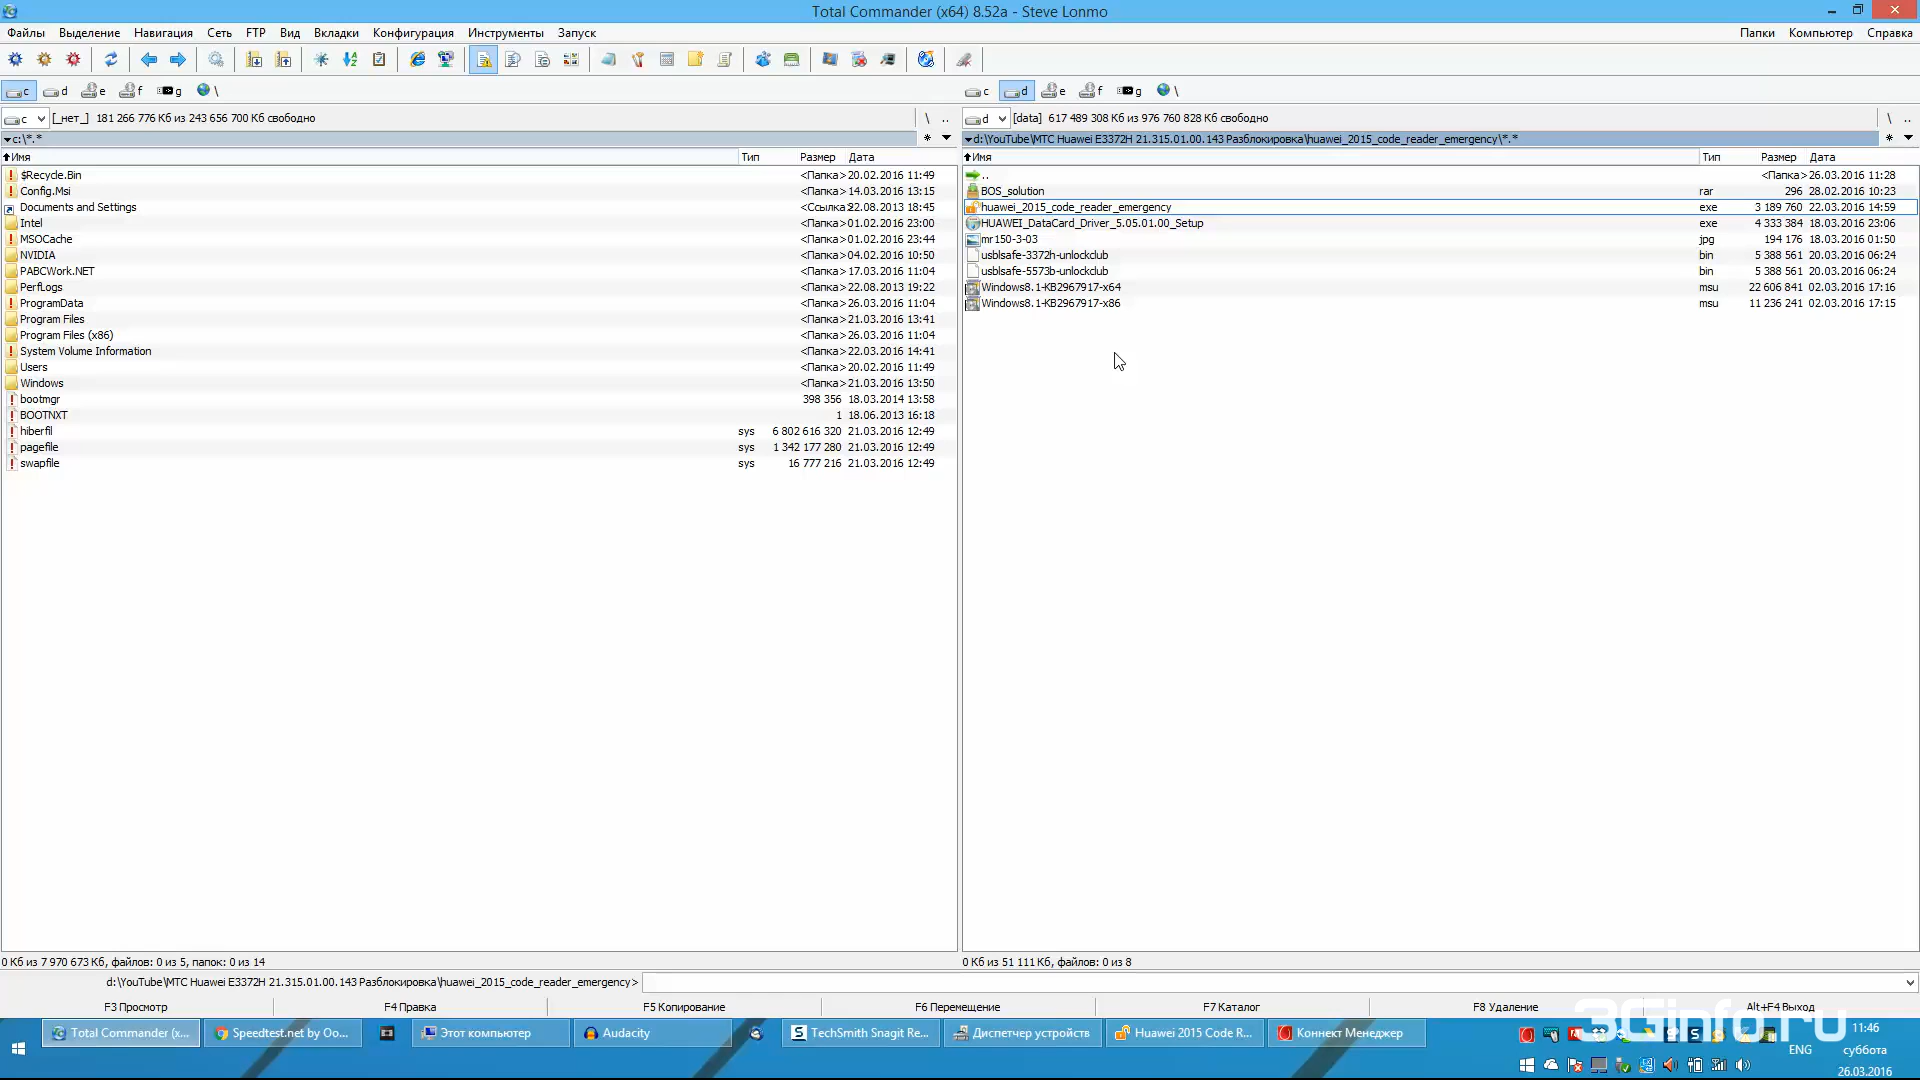 Total Commander (x64) 8.52a - Steve Lonmo
Файлы Выделение Навигация Сеть FTP Вид Вкладки Конфигурация Инструменты Запуск Папки Компьютер Справка
c d e f g \
c d e f g \
c [_нет_] 181 266 776 Кб из 243 656 700 Кб свободно \ ..
d [data] 617 489 308 Кб из 976 760 828 Кб свободно \ ..
c:\*.*
d:\YouTube\МТС Huawei E3372H 21.315.01.00.143 Разблокировка\huawei_2015_code_reader_emergency\*.*
Имя Тип Размер Дата
$Recycle.Bin <Папка> 20.02.2016 11:49
Config.Msi <Папка> 14.03.2016 13:15
Documents and Settings <Ссылка> 22.08.2013 18:45
Intel <Папка> 01.02.2016 23:00
MSOCache <Папка> 01.02.2016 23:44
NVIDIA <Папка> 04.02.2016 10:50
PABCWork.NET <Папка> 17.03.2016 11:04
PerfLogs <Папка> 22.08.2013 19:22
ProgramData <Папка> 26.03.2016 11:04
Program Files <Папка> 21.03.2016 13:41
Program Files (x86) <Папка> 26.03.2016 11:04
System Volume Information <Папка> 22.03.2016 14:41
Users <Папка> 20.02.2016 11:49
Windows <Папка> 21.03.2016 13:50
bootmgr 398 356 18.03.2014 13:58
BOOTNXT 1 18.06.2013 16:18
hiberfil sys 6 802 616 320 21.03.2016 12:49
pagefile sys 1 342 177 280 21.03.2016 12:49
swapfile sys 16 777 216 21.03.2016 12:49
Имя Тип Размер Дата
.. <Папка> 26.03.2016 11:28
BOS_solution rar 296 28.02.2016 10:23
huawei_2015_code_reader_emergency exe 3 189 760 22.03.2016 14:59
HUAWEI_DataCard_Driver_5.05.01.00_Setup exe 4 333 384 18.03.2016 23:06
mr150-3-03 jpg 194 176 18.03.2016 01:50
usblsafe-3372h-unlockclub bin 5 388 561 20.03.2016 06:24
usblsafe-5573b-unlockclub bin 5 388 561 20.03.2016 06:24
Windows8.1-KB2967917-x64 msu 22 606 841 02.03.2016 17:16
Windows8.1-KB2967917-x86 msu 11 236 241 02.03.2016 17:15
0 Кб из 7 970 673 Кб, файлов: 0 из 5, папок: 0 из 14
0 Кб из 51 111 Кб, файлов: 0 из 8
d:\YouTube\МТС Huawei E3372H 21.315.01.00.143 Разблокировка\huawei_2015_code_reader_emergency>
F3 Просмотр F4 Правка F5 Копирование F6 Перемещение F7 Каталог F8 Удаление Alt+F4 Выход
3Ginfo.ru
Total Commander (x... Speedtest.net by Oo... Этот компьютер Audacity TechSmith Snagit Re... Диспетчер устройств Huawei 2015 Code R... Коннект Менеджер
ENG
11:46
суббота
26.03.2016